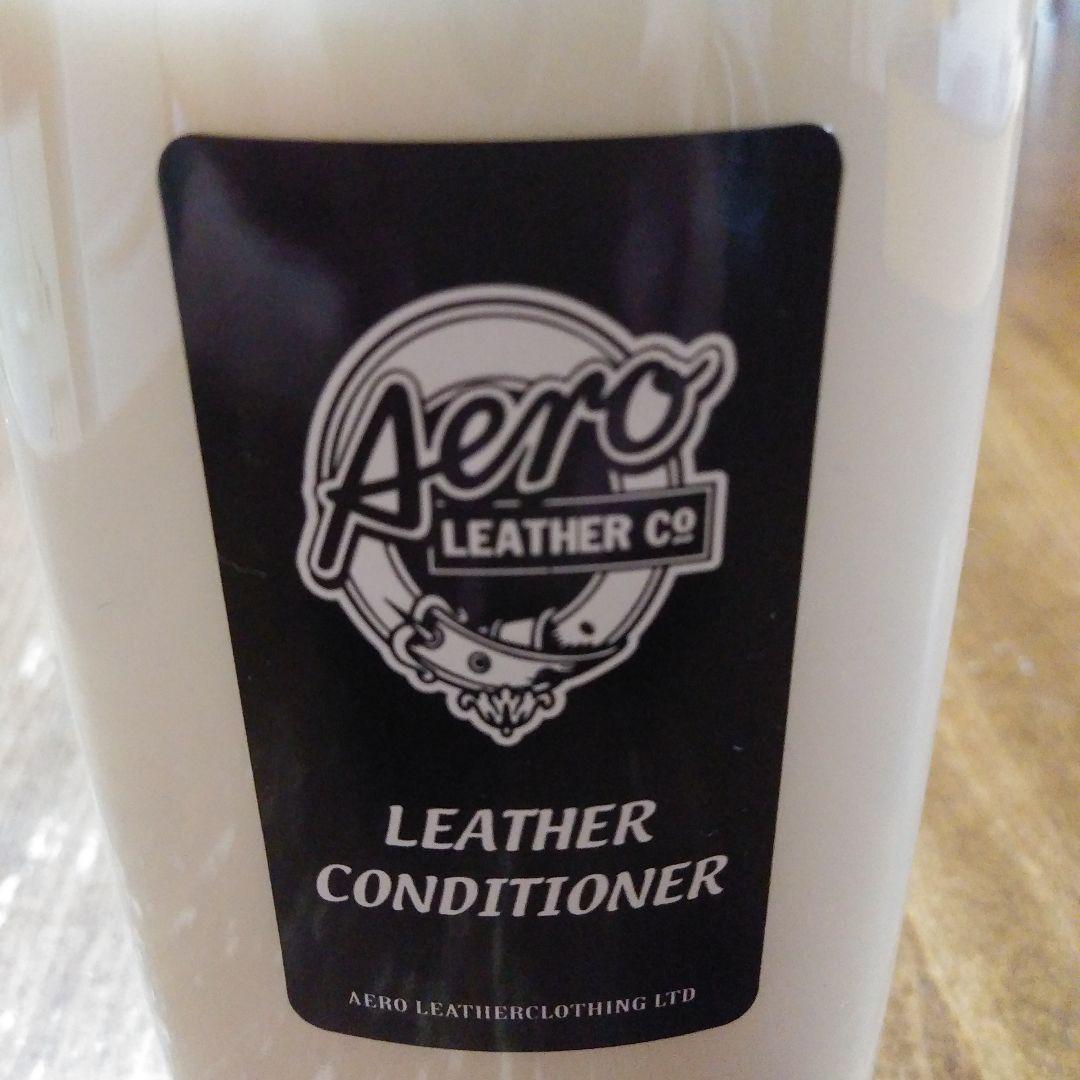 Aero
LEATHER Co
LEATHER
CONDITIONER
AERO LEATHERCLOTHING LTD